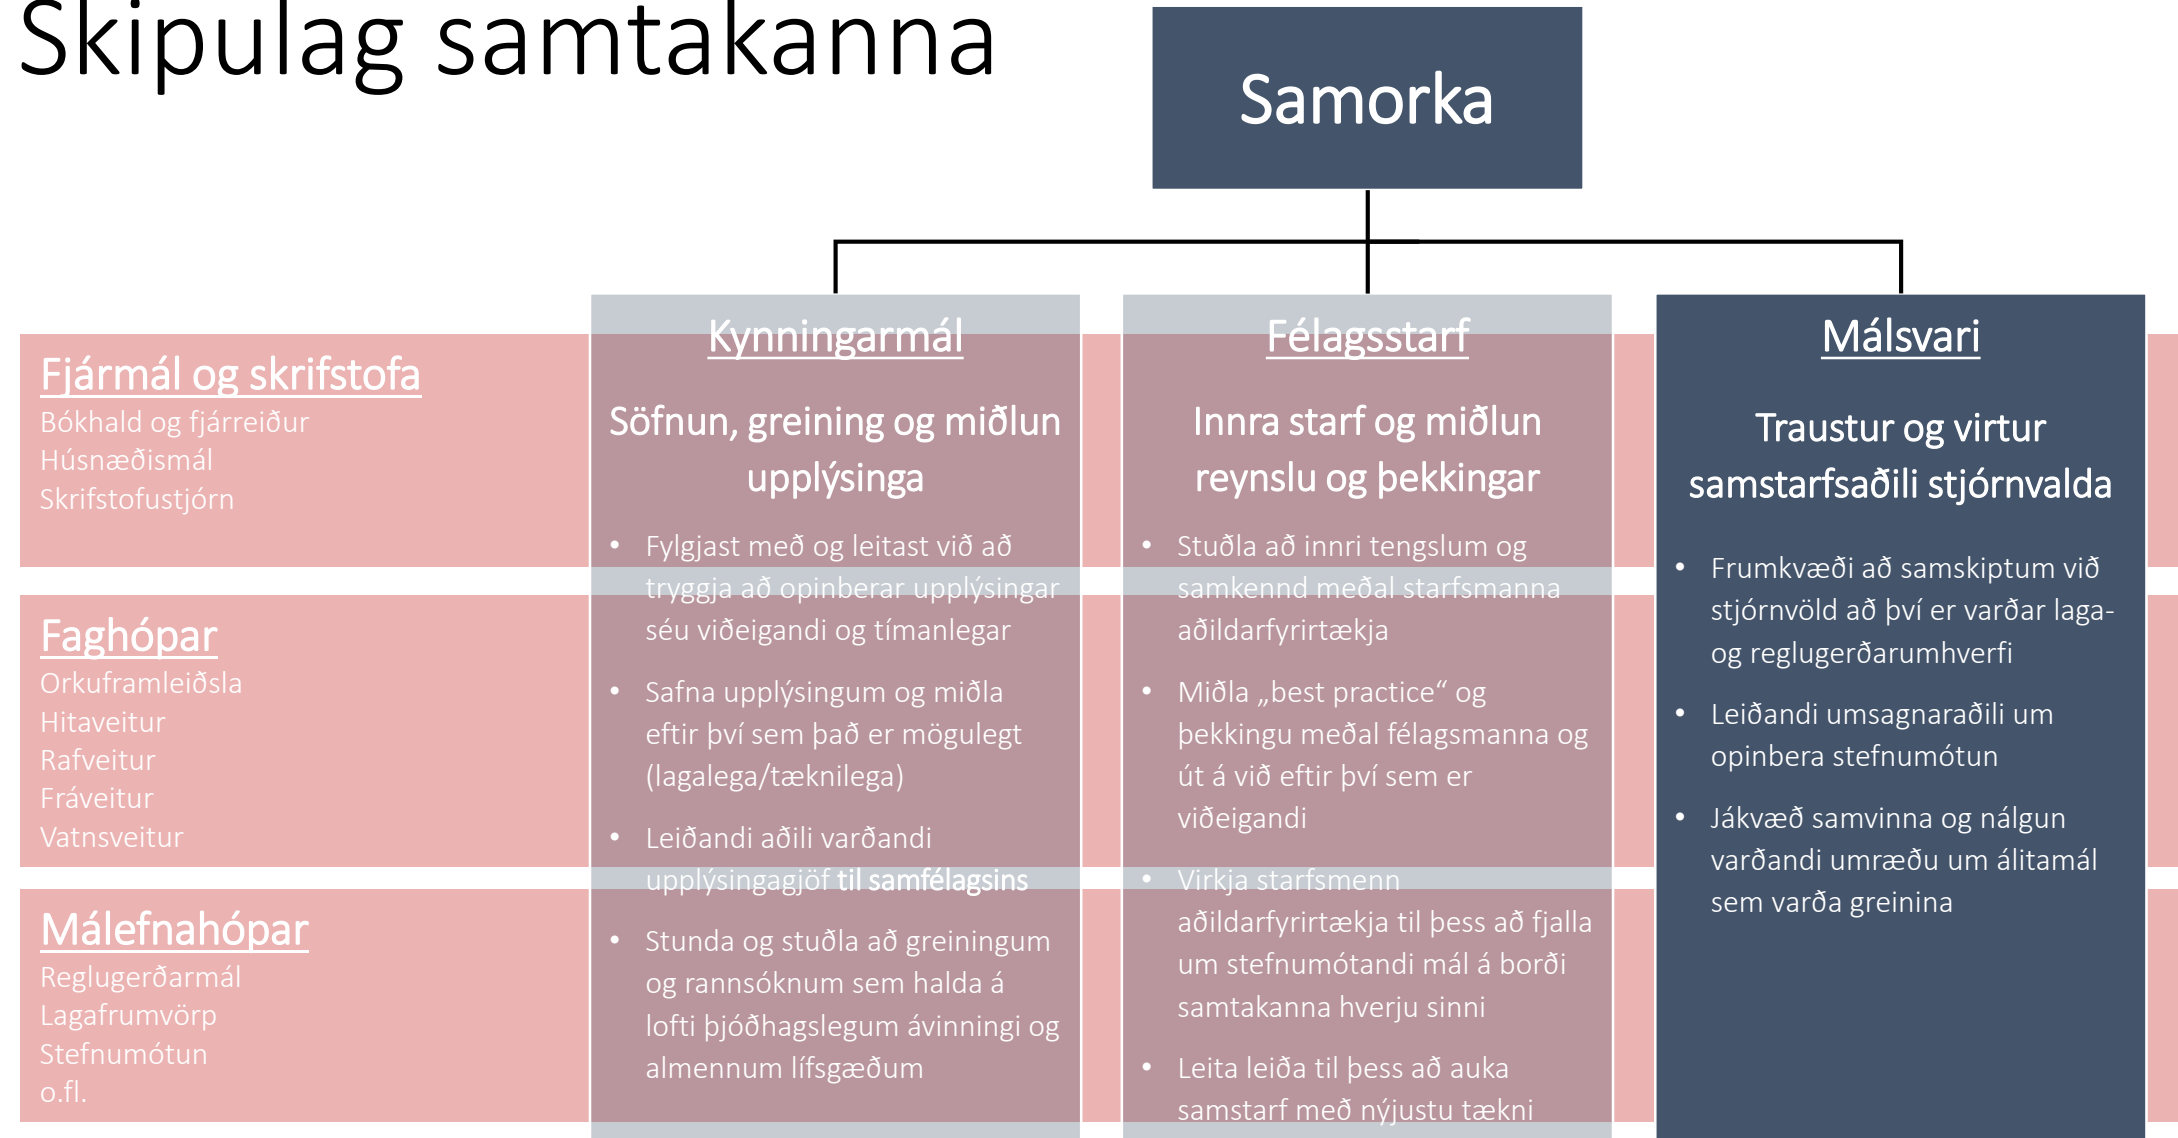 Skipulag samtakanna
Samorka
Fjármál og skrifstofa
Bókhald og fjárreiður
Húsnæðismál
Skrifstofustjórn
Faghópar
Orkuframleiðsla
Hitaveitur
Rafveitur
Fráveitur
Vatnsveitur
Málefnahópar
Reglugerðarmál
Lagafrumvörp
Stefnumótun
o.fl.
Kynningarmál
Söfnun, greining og miðlun
upplýsinga
• Fylgjast með og leitast við að
tryggja að opinberar upplýsingar
séu viðeigandi og tímanlegar
• Safna upplýsingum og miðla
eftir því sem það er mögulegt
(lagalega/tæknilega)
• Leiðandi aðili varðandi
upplýsingagjöf til samfélagsins
• Stunda og stuðla að greiningum
og rannsóknum sem halda á
lofti þjóðhagslegum ávinningi og
almennum lífsgæðum
Félagsstarf
Innra starf og miðlun
reynslu og þekkingar
• Stuðla að innri tengslum og
samkennd meðal starfsmanna
aðildarfyrirtækja
• Miðla „best practice“ og
þekkingu meðal félagsmanna og
út á við eftir því sem er
viðeigandi
• Virkja starfsmenn
aðildarfyrirtækja til þess að fjalla
um stefnumótandi mál á borði
samtakanna hverju sinni
• Leita leiða til þess að auka
samstarf með nýjustu tækni
Málsvari
Traustur og virtur
samstarfsaðili stjórnvalda
• Frumkvæði að samskiptum við
stjórnvöld að því er varðar laga-
og reglugerðarumhverfi
• Leiðandi umsagnaraðili um
opinbera stefnumótun
• Jákvæð samvinna og nálgun
varðandi umræðu um álitamál
sem varða greinina